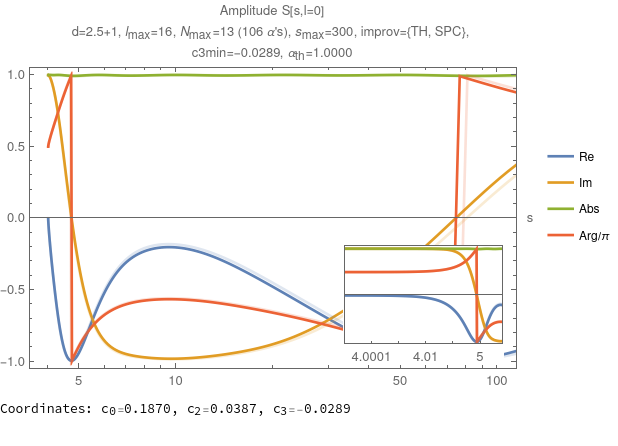 Amplitude S[s,l=0]
d=2.5+1, lmax=16, Nmax=13 (106 α's), smax=300, improv={TH, SPC},
c3min=-0.0289, αth=1.0000
1.0
0.5
0.0
-0.5
-1.0
5 10 50 100
s
Re
Im
Abs
Arg/π
4.0001 4.01 5
Coordinates: c0=0.1870, c2=0.0387, c3=-0.0289